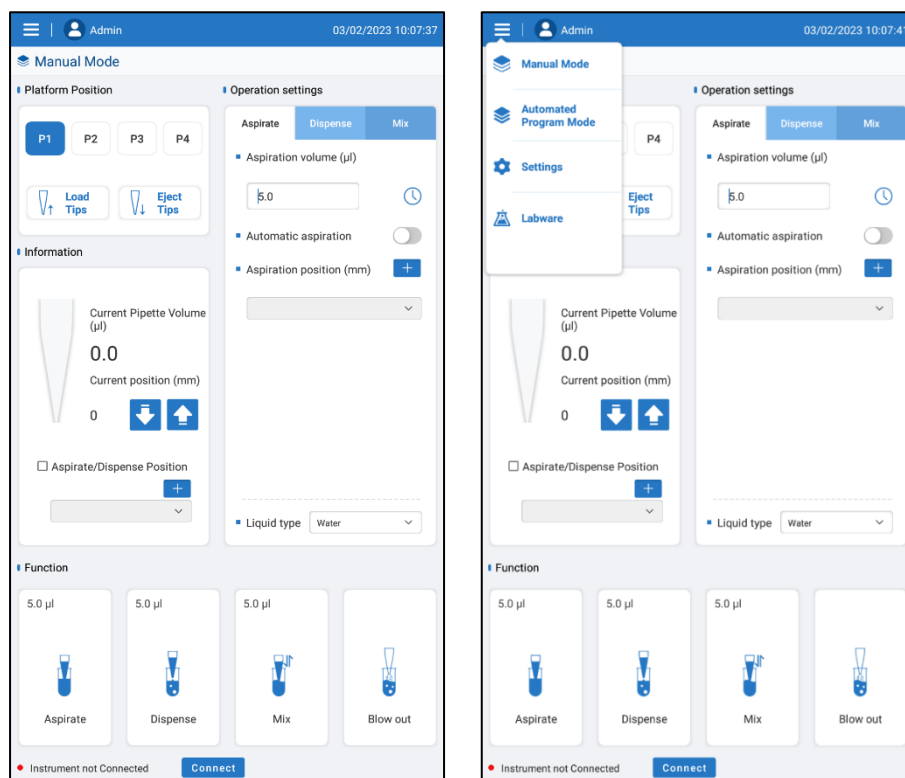 Admin
03/02/2023 10:07:37
Manual Mode
Platform Position
P1
P2
P3
P4
Load
Tips
Eject
Tips
Information
Current Pipette Volume
(µl)
0.0
Current position (mm)
0
Aspirate/Dispense Position
+
Operation settings
Aspirate
Dispense
Mix
Aspiration volume (µl)
5.0
Automatic aspiration
Aspiration position (mm)
+
Liquid type
Water
Function
5.0 µl
5.0 µl
5.0 µl
Aspirate
Dispense
Mix
Blow out
Instrument not Connected
Connect
Admin
03/02/2023 10:07:41
Manual Mode
Automated
Program Mode
Settings
Labware
P4
Eject
Tips
Current Pipette Volume
(µl)
0.0
Current position (mm)
0
Aspirate/Dispense Position
+
Operation settings
Aspirate
Dispense
Mix
Aspiration volume (µl)
5.0
Automatic aspiration
Aspiration position (mm)
+
Liquid type
Water
Function
5.0 µl
5.0 µl
5.0 µl
Aspirate
Dispense
Mix
Blow out
Instrument not Connected
Connect